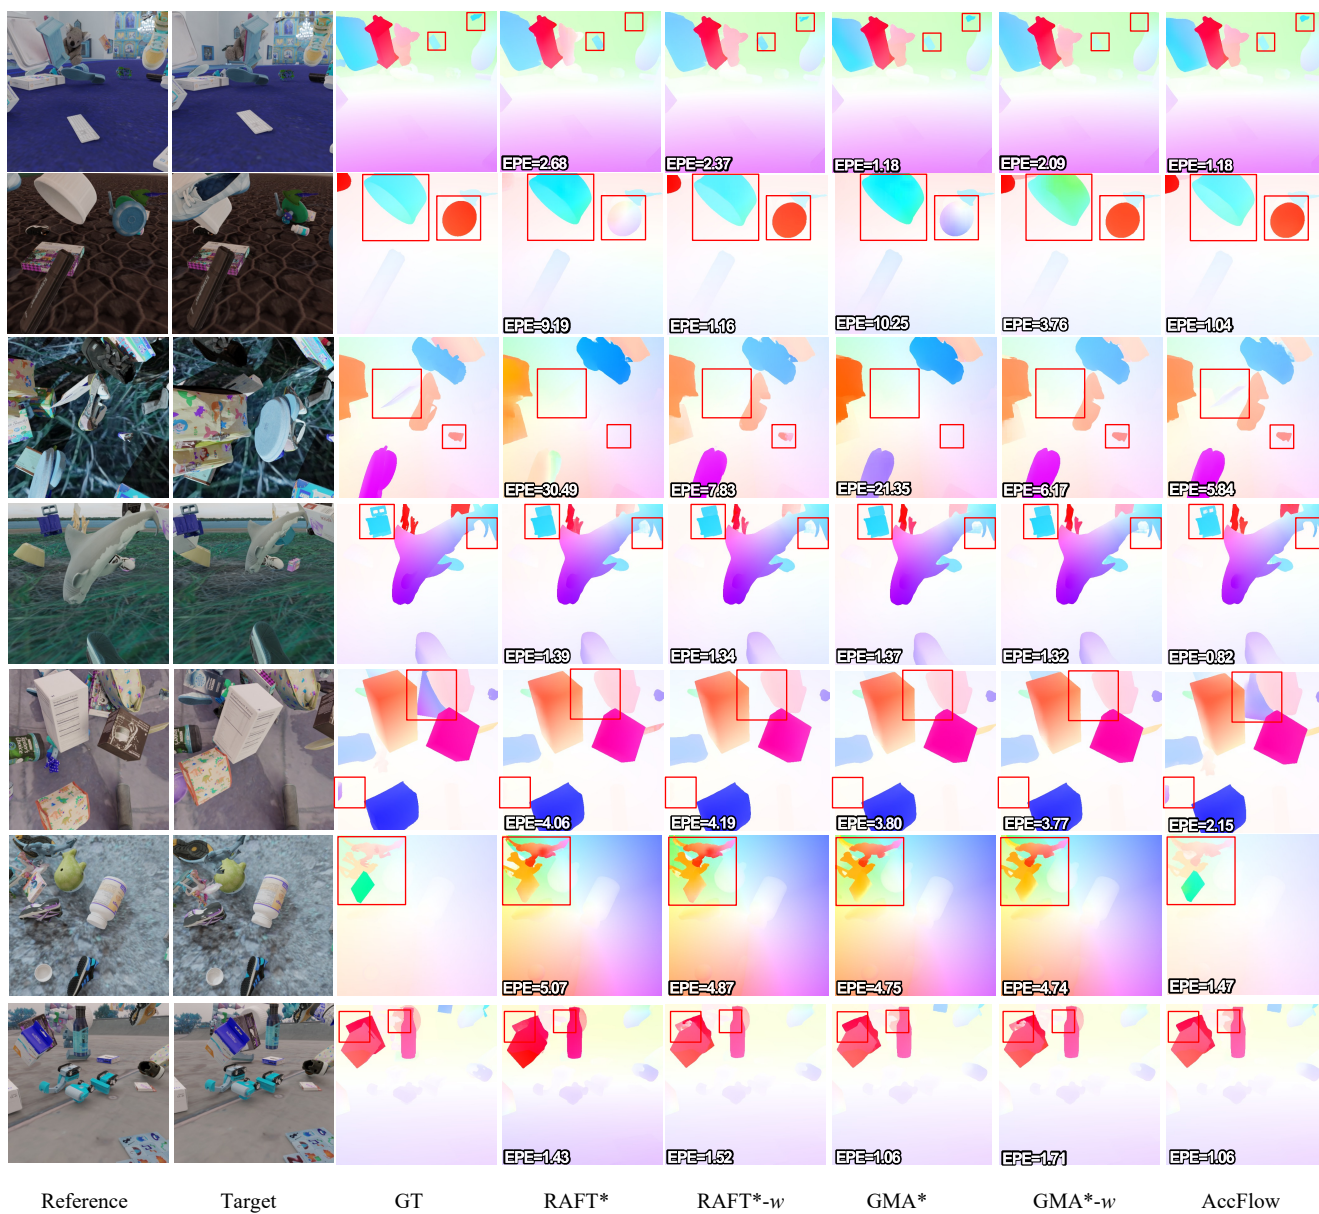 EPE=2.68 EPE=2.37 EPE=1.18 EPE=2.09 EPE=1.18
EPE=9.19 EPE=1.16 EPE=10.25 EPE=3.76 EPE=1.04
EPE=30.49 EPE=7.83 EPE=21.35 EPE=6.17 EPE=5.84
EPE=1.39 EPE=1.34 EPE=1.37 EPE=1.32 EPE=0.82
EPE=4.06 EPE=4.19 EPE=3.80 EPE=3.77 EPE=2.15
EPE=5.07 EPE=4.87 EPE=4.75 EPE=4.74 EPE=1.47
EPE=1.43 EPE=1.52 EPE=1.06 EPE=1.71 EPE=1.06
Reference Target GT RAFT* RAFT*-w GMA* GMA*-w AccFlow